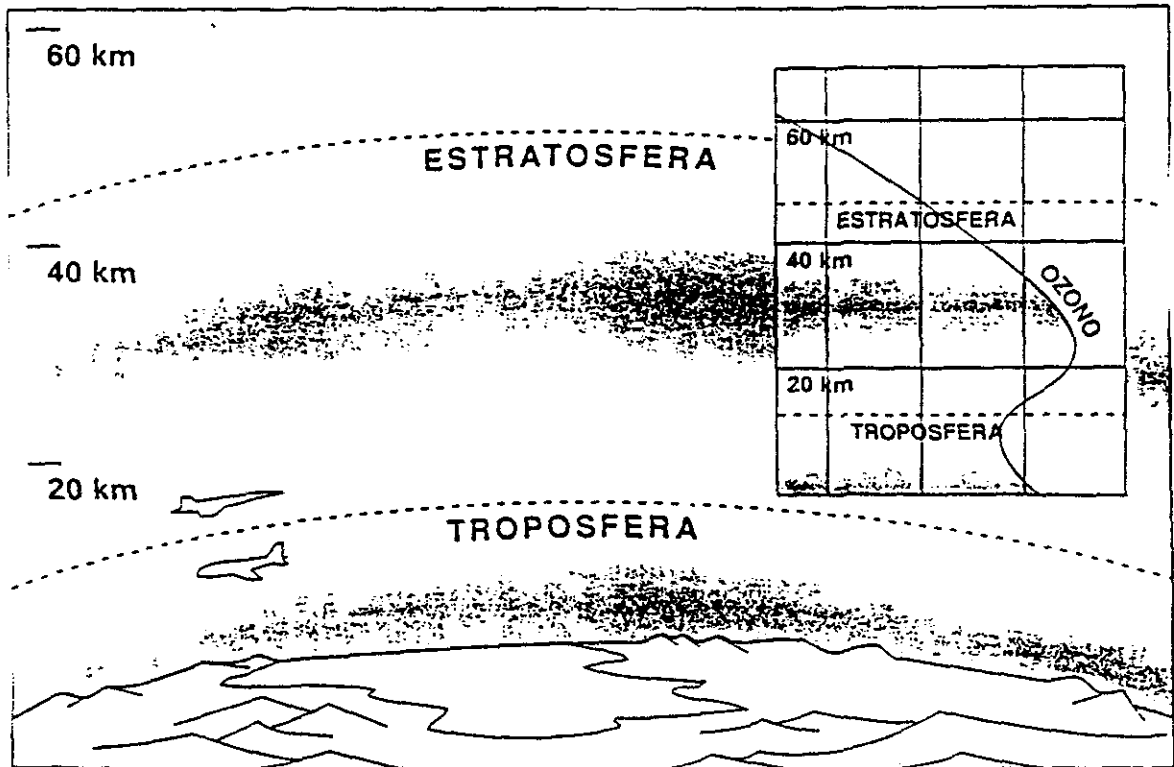 60 km
ESTRATOSFERA
40 km
20 km
TROPOSFERA
60 km
ESTRATOSFERA
40 km
OZONO
20 km
TROPOSFERA